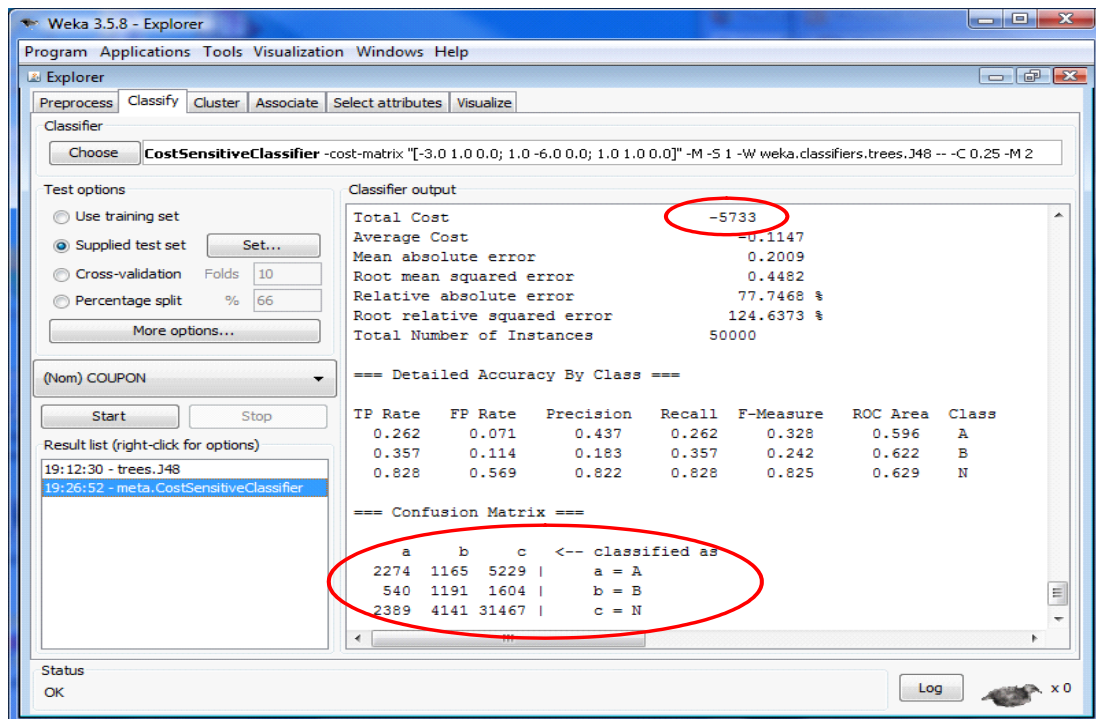 Weka 3.5.8 - Explorer
Program Applications Tools Visualization Windows Help
Explorer
Preprocess Classify Cluster Associate Select attributes Visualize
Classifier
Choose CostSensitiveClassifier -cost-matrix "[-3.0 1.0 0.0; 1.0 -6.0 0.0; 1.0 1.0 0.0]" -M -S 1 -W weka.classifiers.trees.J48 -- -C 0.25 -M 2
Test options
Use training set
Supplied test set Set...
Cross-validation Folds 10
Percentage split % 66
More options...
(Nom) COUPON
Start Stop
Result list (right-click for options)
19:12:30 - trees.J48
19:26:52 - meta.CostSensitiveClassifier
Classifier output
Total Cost -5733
Average Cost -0.1147
Mean absolute error 0.2009
Root mean squared error 0.4482
Relative absolute error 77.7468 %
Root relative squared error 124.6373 %
Total Number of Instances 50000
=== Detailed Accuracy By Class ===
TP Rate FP Rate Precision Recall F-Measure ROC Area Class
0.262 0.071 0.437 0.262 0.328 0.596 A
0.357 0.114 0.183 0.357 0.242 0.622 B
0.828 0.569 0.822 0.828 0.825 0.629 N
=== Confusion Matrix ===
a b c <-- classified as
2274 1165 5229 | a = A
540 1191 1604 | b = B
2389 4141 31467 | c = N
Status
OK
Log x 0